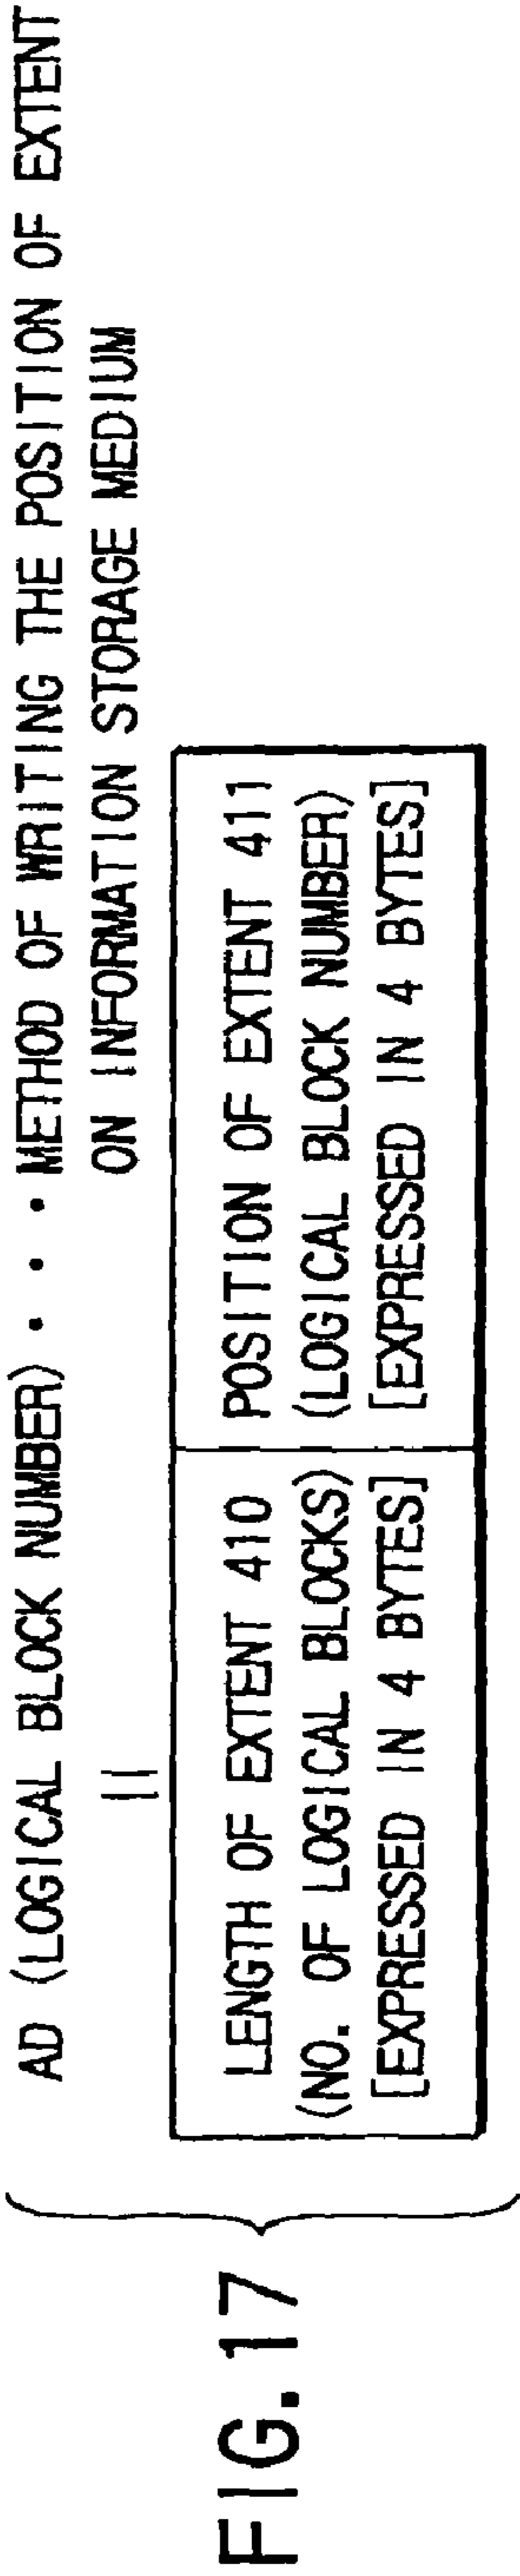 FIG. 17
AD (LOGICAL BLOCK NUMBER) · · · METHOD OF WRITING THE POSITION OF EXTENT
ON INFORMATION STORAGE MEDIUM
LENGTH OF EXTENT 410
(NO. OF LOGICAL BLOCKS)
[EXPRESSED IN 4 BYTES]
POSITION OF EXTENT 411
(LOGICAL BLOCK NUMBER)
[EXPRESSED IN 4 BYTES]